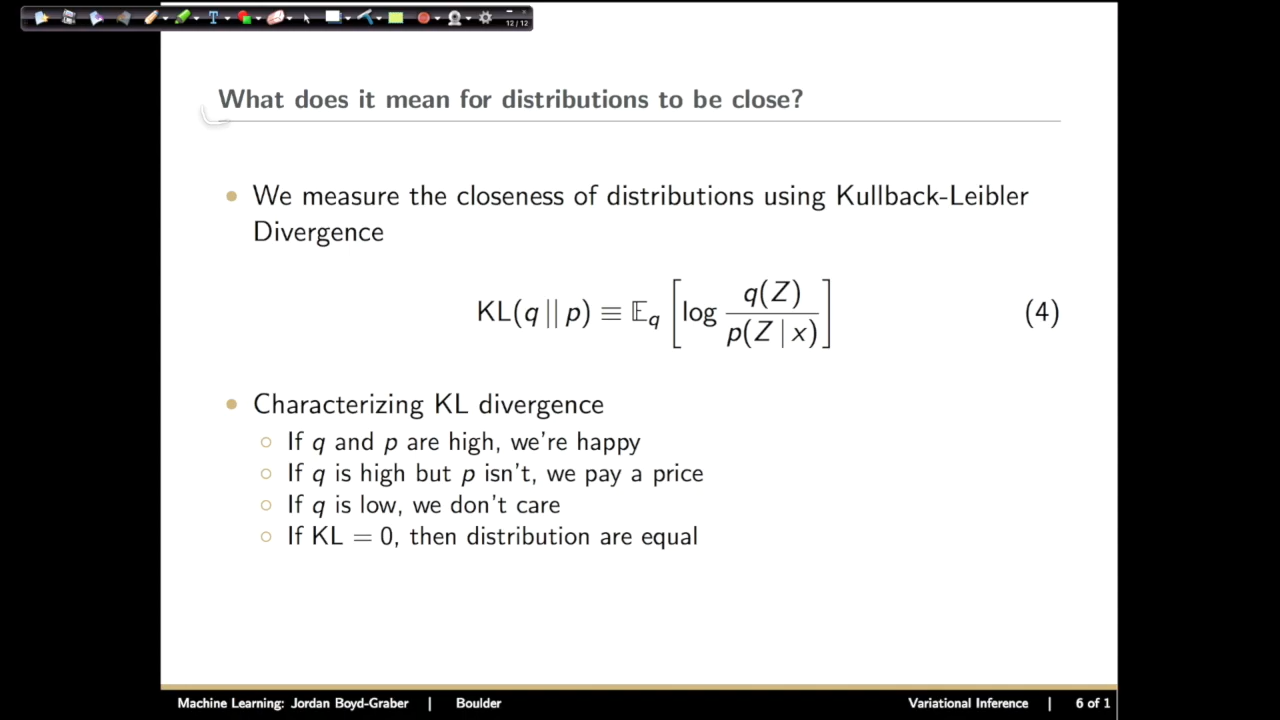 12 / 12
What does it mean for distributions to be close?
• We measure the closeness of distributions using Kullback-Leibler
Divergence
KL(q || p) ≡ 𝔼q [log q(Z) / p(Z | x)] (4)
• Characterizing KL divergence
○ If q and p are high, we're happy
○ If q is high but p isn't, we pay a price
○ If q is low, we don't care
○ If KL = 0, then distribution are equal
Machine Learning: Jordan Boyd-Graber | Boulder Variational Inference | 6 of 1